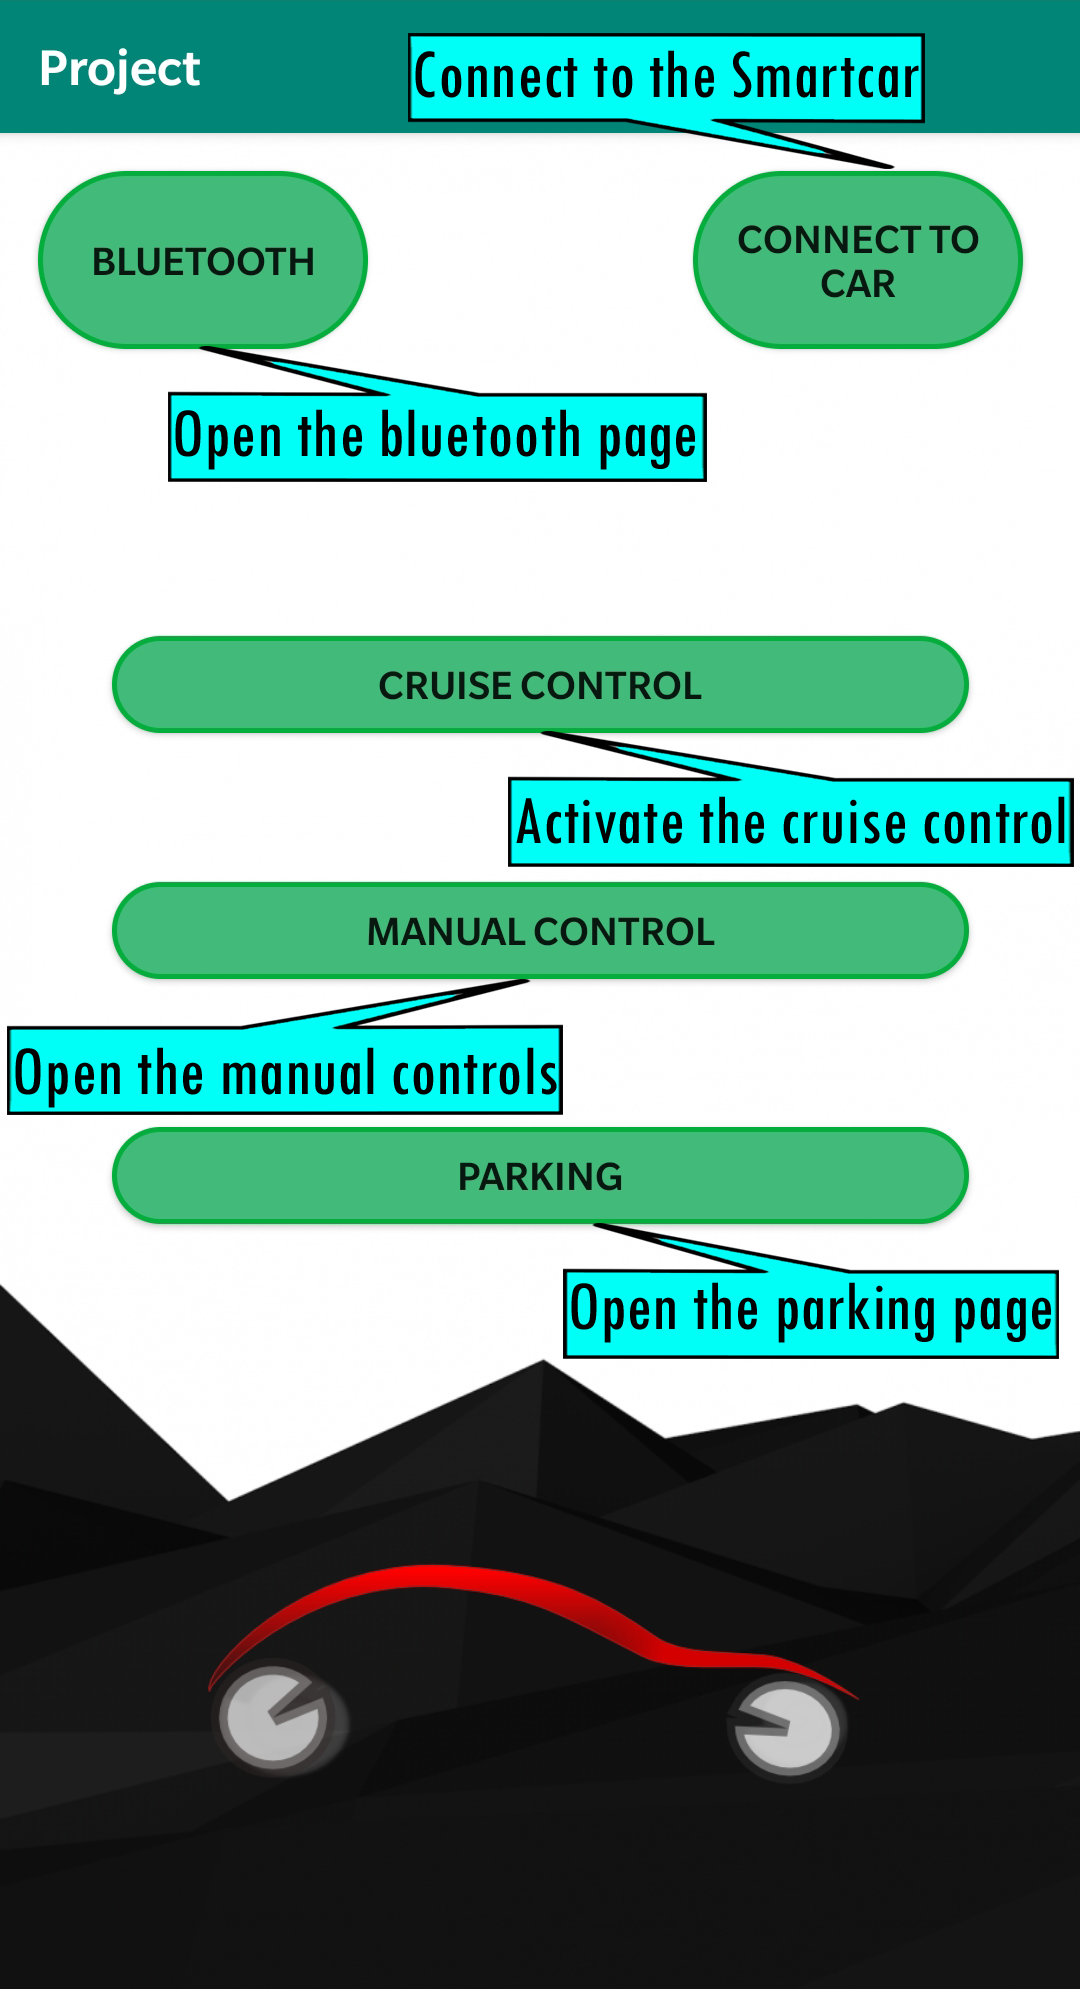 Project
Connect to the Smartcar
BLUETOOTH
CONNECT TO
CAR
Open the bluetooth page
CRUISE CONTROL
Activate the cruise control
MANUAL CONTROL
Open the manual controls
PARKING
Open the parking page